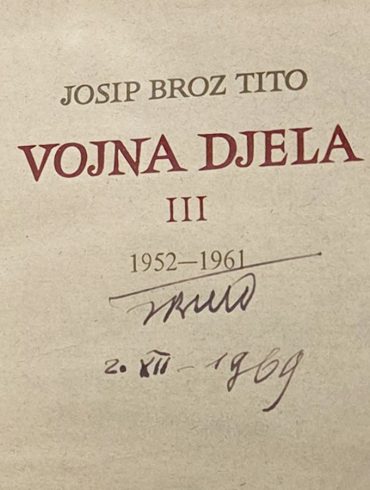 JOSIP BROZ TITO
VOJNA DJELA
III
1952—1961
2. XII - 1969